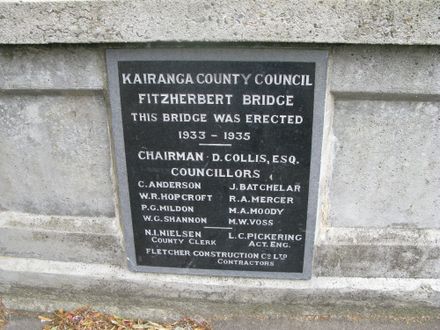 KAIRANGA COUNTY COUNCIL
FITZHERBERT BRIDGE
THIS BRIDGE WAS ERECTED
1933 - 1935
CHAIRMAN - D. COLLIS, ESQ.
COUNCILLORS
C. ANDERSON J. BATCHELAR
W. R. HOPCROFT R. A. MERCER
P. G. MILDON M. A. MOODY
W. G. SHANNON M. W. VOSS
N. I. NIELSEN L. C. PICKERING
COUNTY CLERK ACT. ENG.
FLETCHER CONSTRUCTION CO LTD
CONTRACTORS